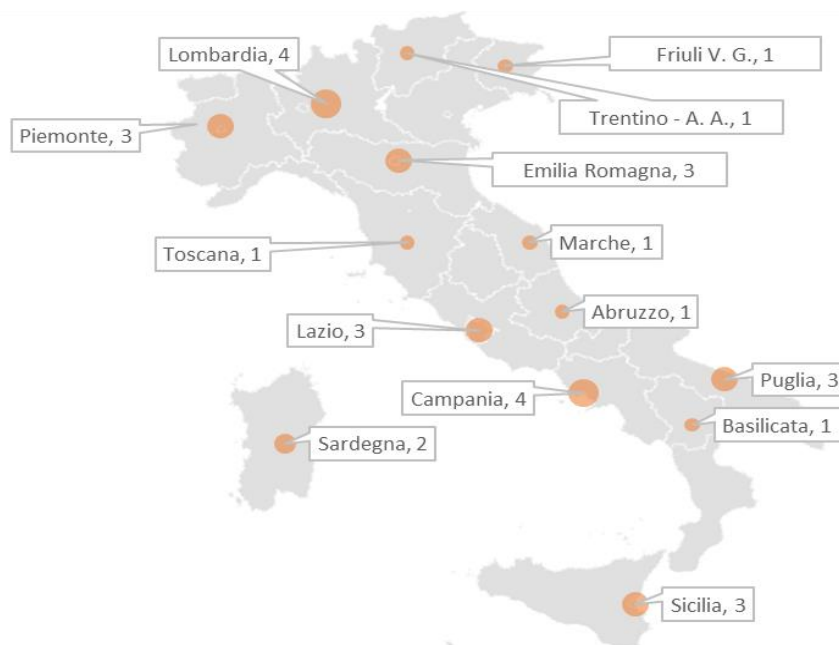 Lombardia, 4
Friuli V. G., 1
Trentino - A. A., 1
Piemonte, 3
Emilia Romagna, 3
Toscana, 1
Marche, 1
Abruzzo, 1
Lazio, 3
Puglia, 3
Campania, 4
Basilicata, 1
Sardegna, 2
Sicilia, 3